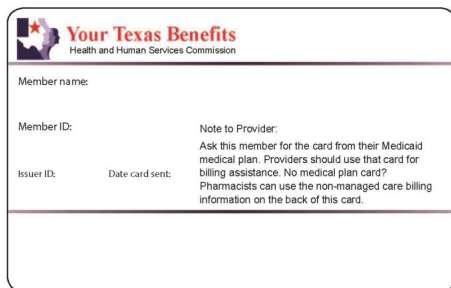 Your Texas Benefits
Health and Human Services Commission
Member name:
Member ID:
Note to Provider:
Ask this member for the card from their Medicaid
medical plan. Providers should use that card for
billing assistance. No medical plan card?
Pharmacists can use the non-managed care billing
information on the back of this card.
Issuer ID:
Date card sent: